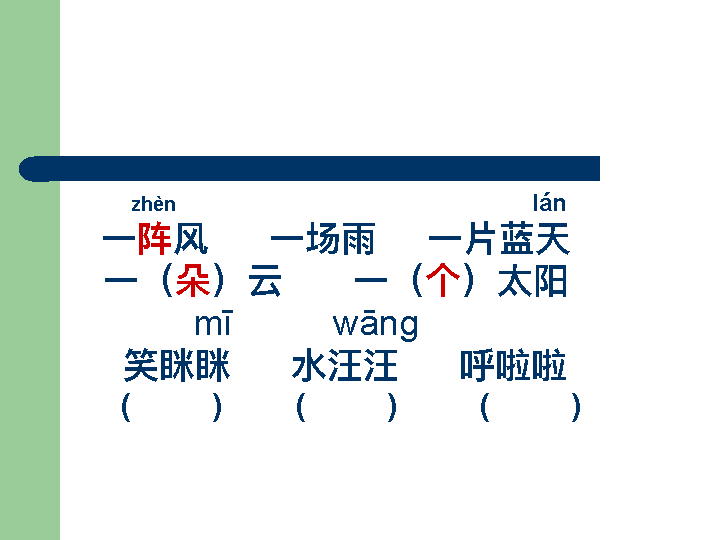 zhèn lán
一阵风 一场雨 一片蓝天
一（朵）云 一（个）太阳
mī wāng
笑眯眯 水汪汪 呼啦啦
（ ） （ ） （ ）